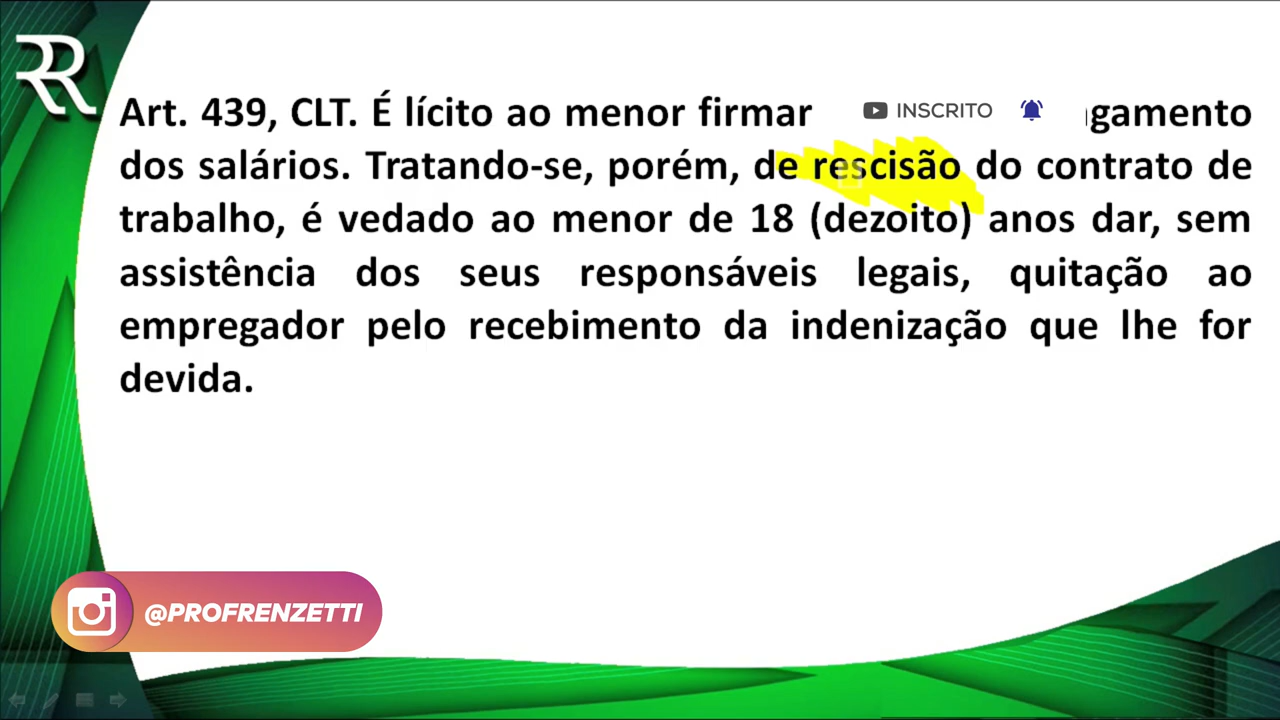 Art. 439, CLT. É lícito ao menor firmar
INSCRITO
gamento
dos salários. Tratando-se, porém, de rescisão do contrato de
trabalho, é vedado ao menor de 18 (dezoito) anos dar, sem
assistência dos seus responsáveis legais, quitação ao
empregador pelo recebimento da indenização que lhe for
devida.
@PROFRENZETTI